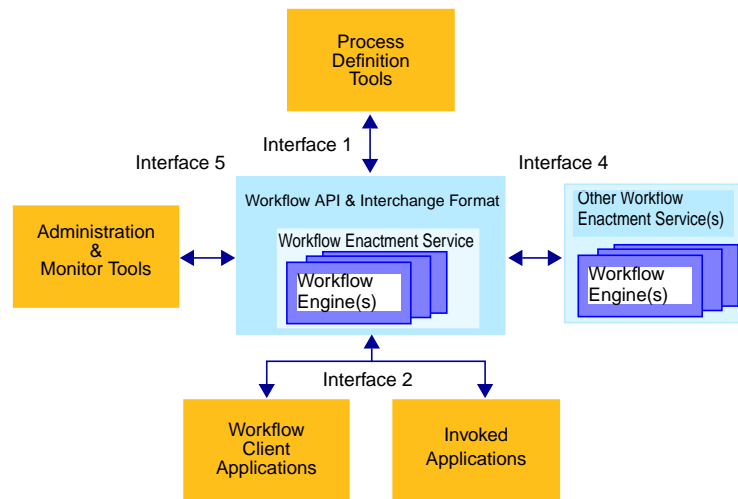 Process
Definition
Tools
Interface 1
Interface 5
Interface 4
Workflow API & Interchange Format
Other Workflow
Enactment Service(s)
Administration
&
Monitor Tools
Workflow Enactment Service
Workflow
Engine(s)
Workflow
Engine(s)
Interface 2
Workflow
Client
Applications
Invoked
Applications